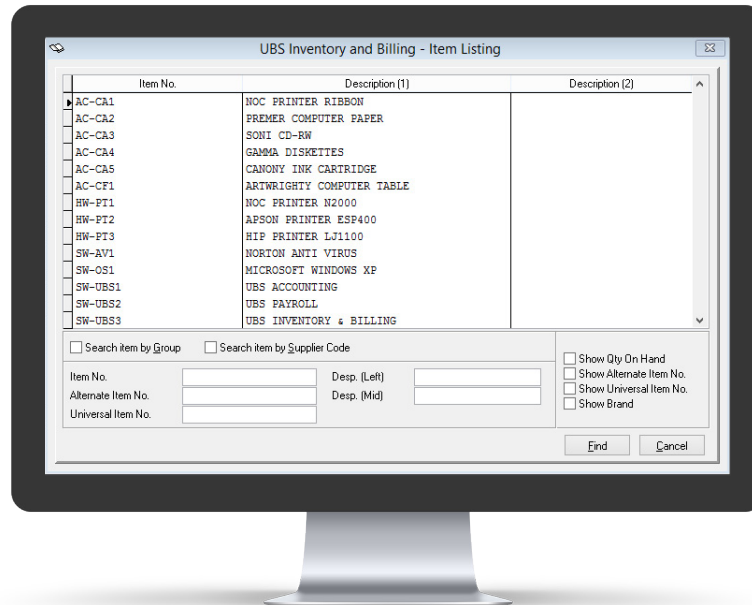 UBS Inventory and Billing - Item Listing
Item No. Description (1) Description (2)
AC-CA1 NOC PRINTER RIBBON
AC-CA2 PREMER COMPUTER PAPER
AC-CA3 SONI CD-RW
AC-CA4 GAMMA DISKETTES
AC-CA5 CANONY INK CARTRIDGE
AC-CF1 ARTWRIGHTY COMPUTER TABLE
HW-PT1 NOC PRINTER N2000
HW-PT2 APSON PRINTER ESP400
HW-PT3 HIP PRINTER LJ1100
SW-AV1 NORTON ANTI VIRUS
SW-OS1 MICROSOFT WINDOWS XP
SW-UBS1 UBS ACCOUNTING
SW-UBS2 UBS PAYROLL
SW-UBS3 UBS INVENTORY & BILLING
Search item by Group Search item by Supplier Code
Item No. Desp. (Left)
Alternate Item No. Desp. (Mid)
Universal Item No.
Show Qty On Hand
Show Alternate Item No.
Show Universal Item No.
Show Brand
Find Cancel